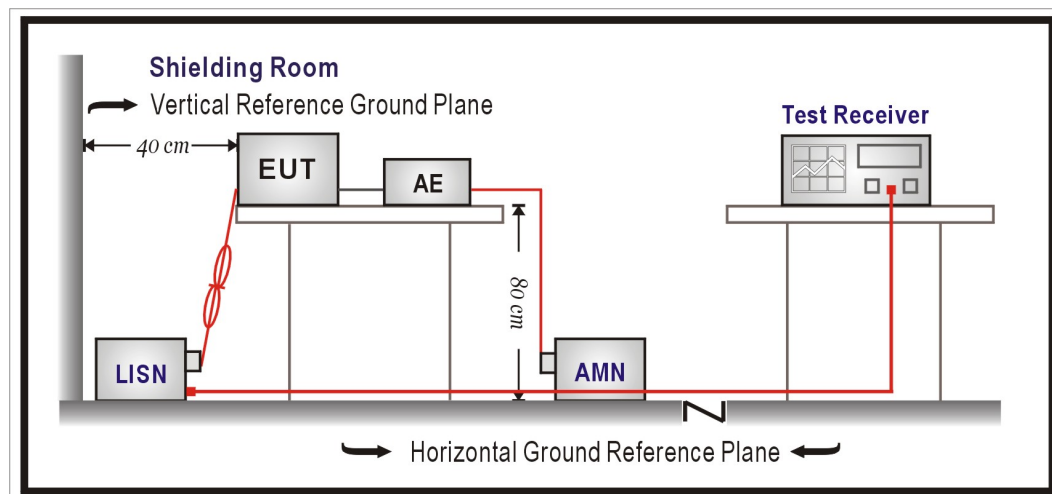 Shielding Room
Vertical Reference Ground Plane
Test Receiver
40 cm
EUT
AE
80 cm
LISN
AMN
Horizontal Ground Reference Plane